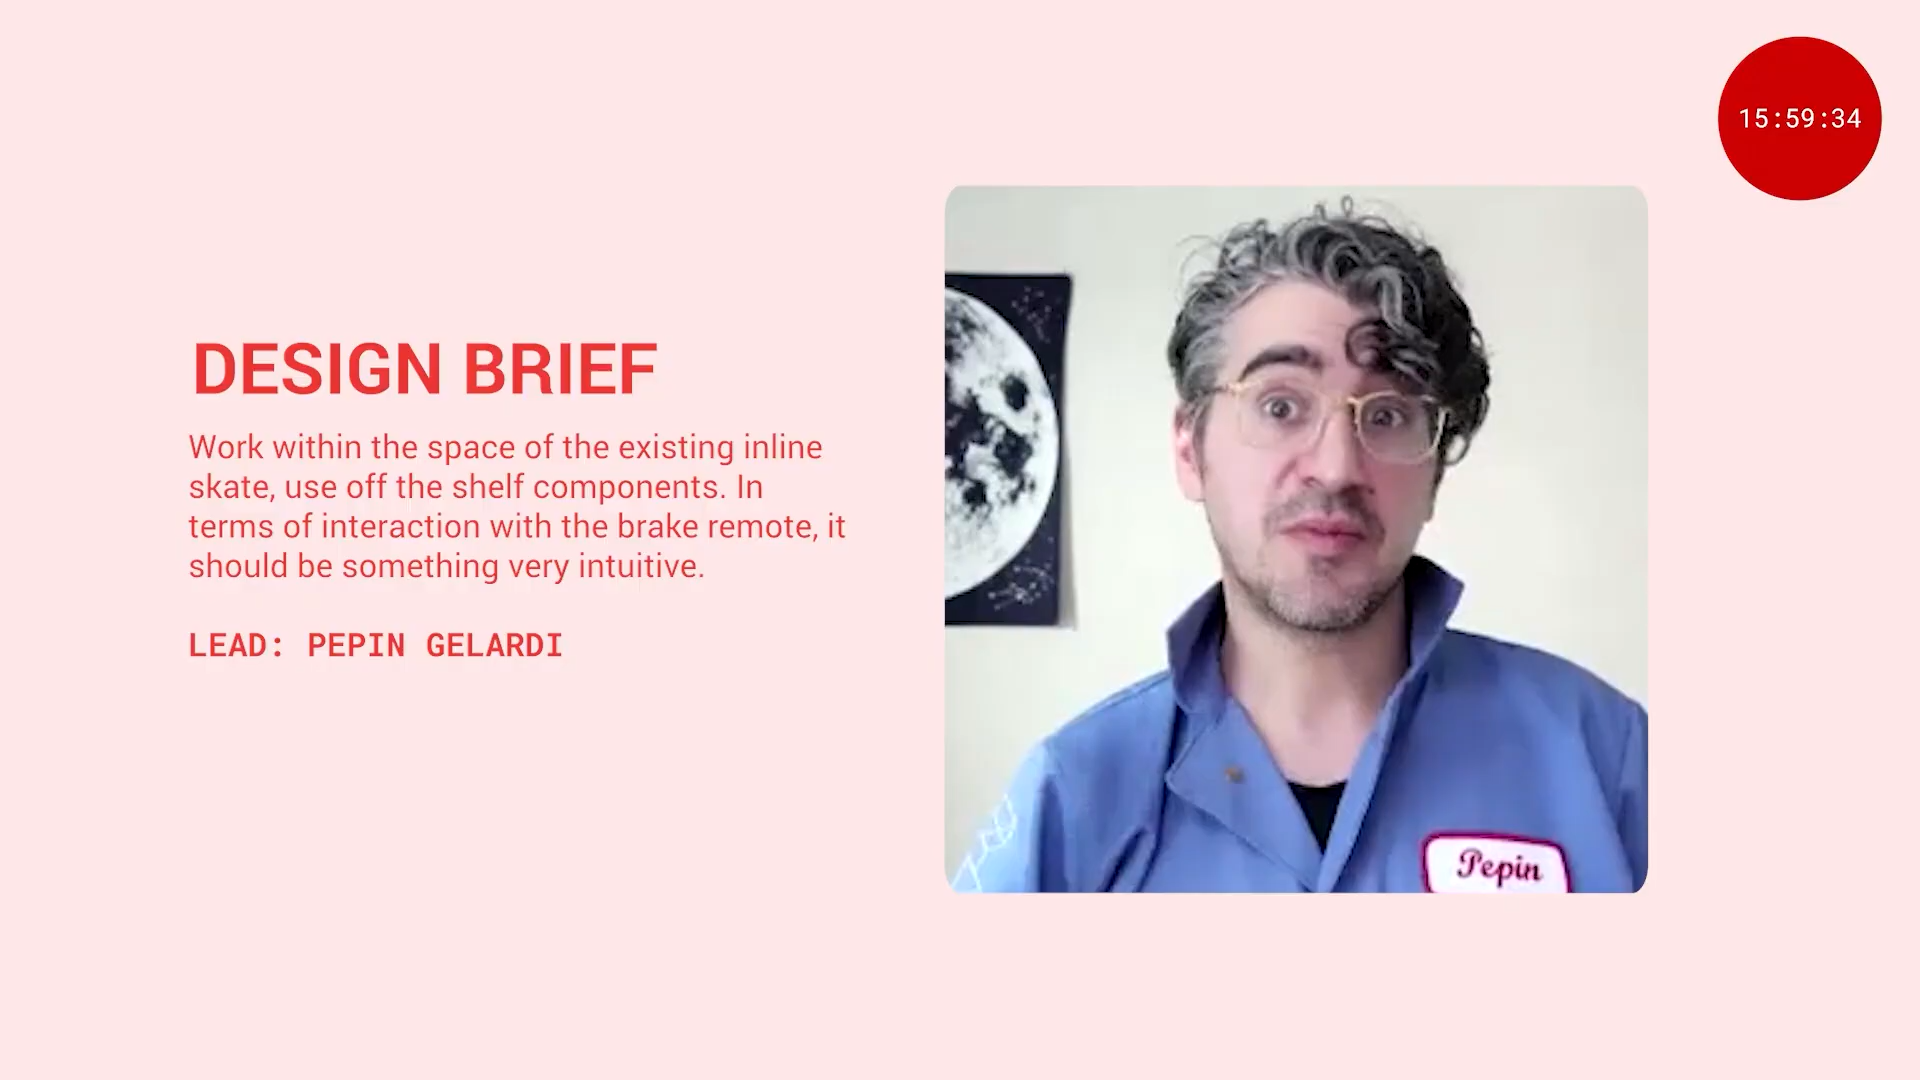 15:59:34
DESIGN BRIEF
Work within the space of the existing inline
skate, use off the shelf components. In
terms of interaction with the brake remote, it
should be something very intuitive.
LEAD: PEPIN GELARDI
Pepin